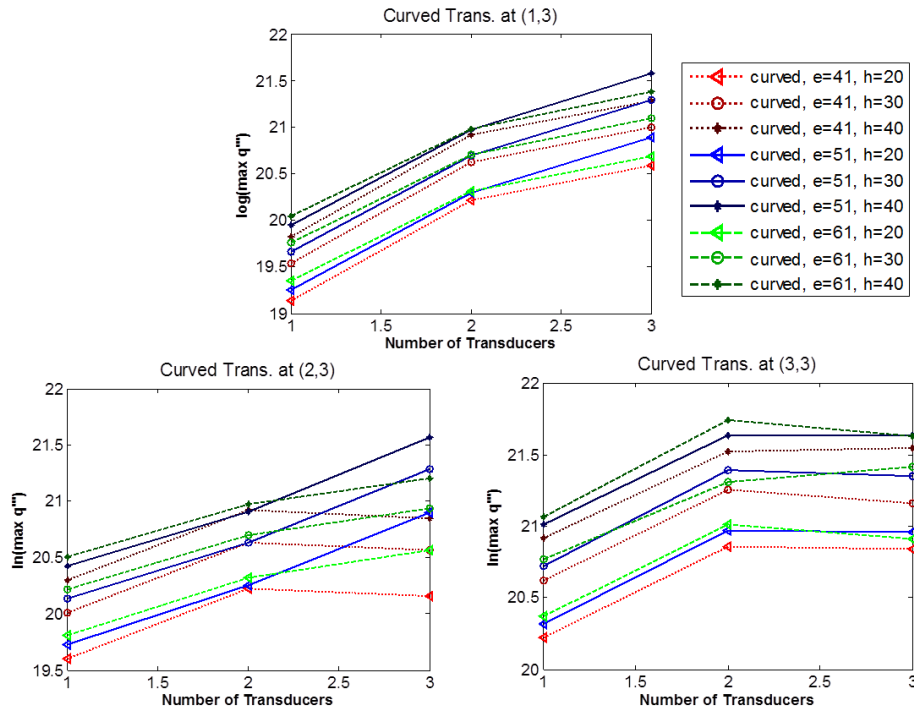 Curved Trans. at (1,3)
22
21.5
21
20.5
20
19.5
19
log(max q''')
1
1.5
2
2.5
3
Number of Transducers
curved, e=41, h=20
curved, e=41, h=30
curved, e=41, h=40
curved, e=51, h=20
curved, e=51, h=30
curved, e=51, h=40
curved, e=61, h=20
curved, e=61, h=30
curved, e=61, h=40
Curved Trans. at (2,3)
22
21.5
21
20.5
20
19.5
ln(max q''')
1
1.5
2
2.5
3
Number of Transducers
Curved Trans. at (3,3)
22
21.5
21
20.5
20
ln(max q''')
1
1.5
2
2.5
3
Number of Transducers